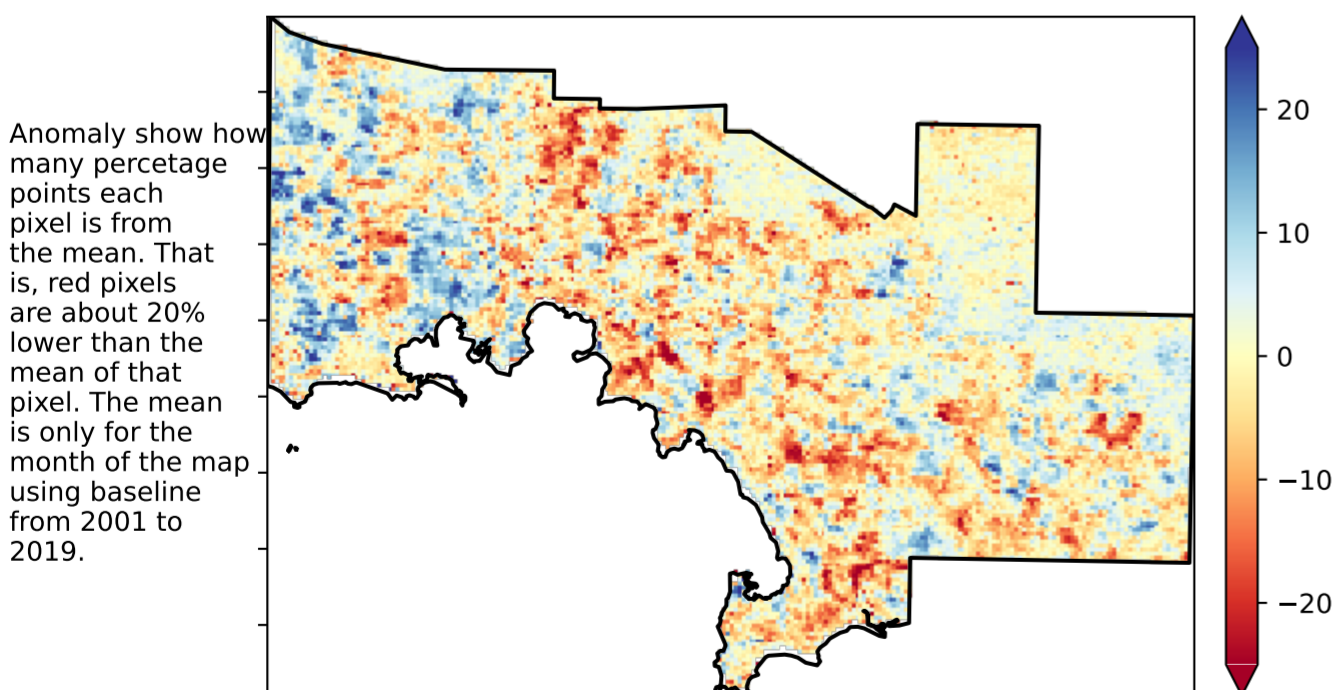 Anomaly show how
many percetage
points each
pixel is from
the mean. That
is, red pixels
are about 20%
lower than the
mean of that
pixel. The mean
is only for the
month of the map
using baseline
from 2001 to
2019.
20
10
0
−10
−20